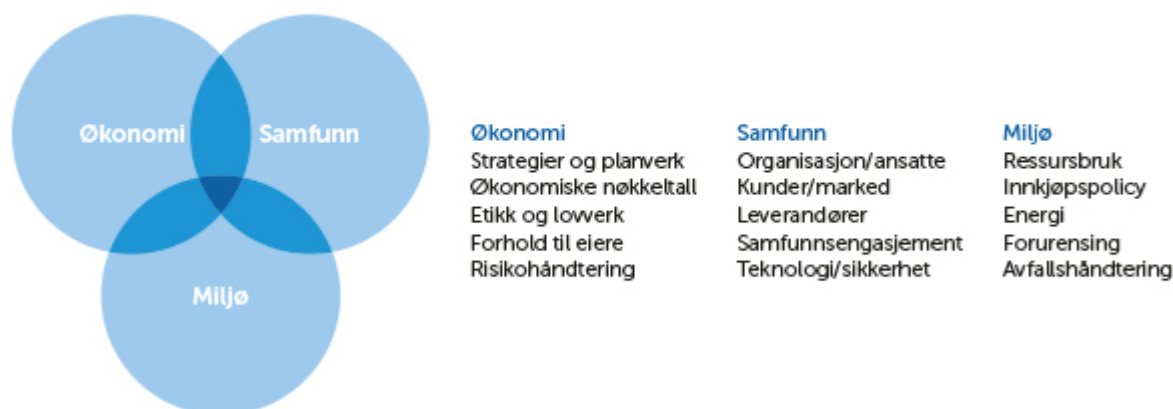 Økonomi
Samfunn
Miljø
Økonomi
Strategier og planverk
Økonomiske nøkkeltall
Etikk og lovverk
Forhold til eiere
Risikohåndtering
Samfunn
Organisasjon/ansatte
Kunder/marked
Leverandører
Samfunnsengasjement
Teknologi/sikkerhet
Miljø
Ressursbruk
Innkjøpspolicy
Energi
Forurensing
Avfallshåndtering